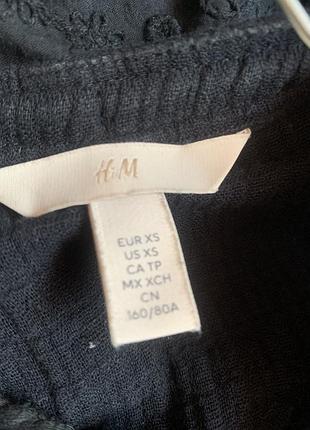 H&M
EUR XS
US XS
CA TP
MX XCH
CN
160/80A